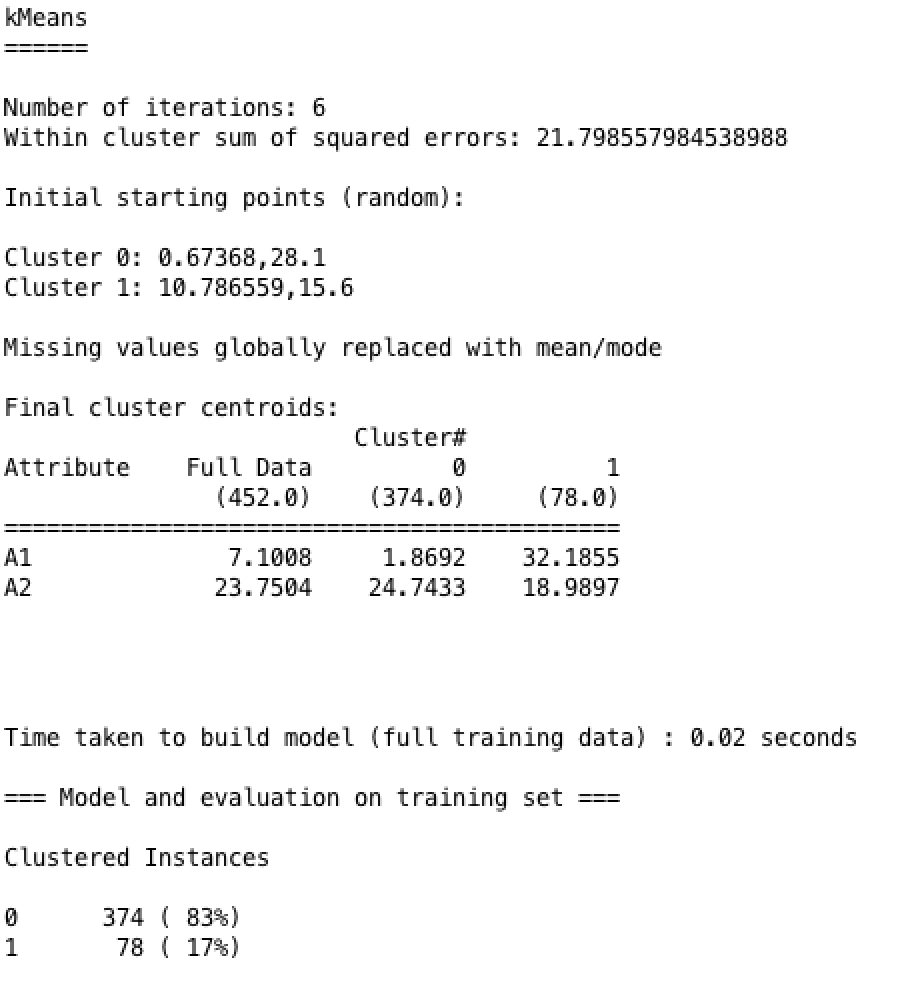 kMeans
======
Number of iterations: 6
Within cluster sum of squared errors: 21.798557984538988
Initial starting points (random):
Cluster 0: 0.67368,28.1
Cluster 1: 10.786559,15.6
Missing values globally replaced with mean/mode
Final cluster centroids:
                         Cluster#
Attribute    Full Data          0          1
               (452.0)    (374.0)     (78.0)
============================================
A1              7.1008     1.8692    32.1855
A2             23.7504    24.7433    18.9897
Time taken to build model (full training data) : 0.02 seconds
=== Model and evaluation on training set ===
Clustered Instances
0      374 ( 83%)
1       78 ( 17%)